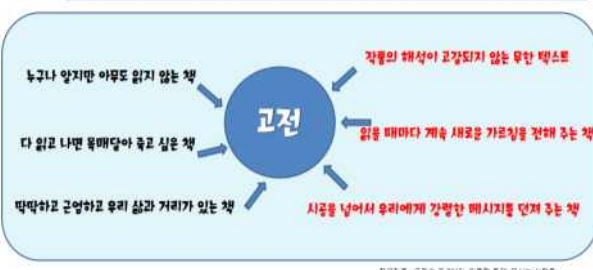 누구나 알지만 아무도 읽지 않는 책
다 읽고 나면 목매달아 죽고 싶은 책
딱딱하고 근엄하고 우리 삶과 거리가 있는 책
고전
각종의 해석이 고갈되지 않는 무한 텍스트
읽을 때마다 계속 새로운 가르침을 전해 주는 책
시공을 넘어서 우리에게 강렬한 메시지를 던져 주는 책